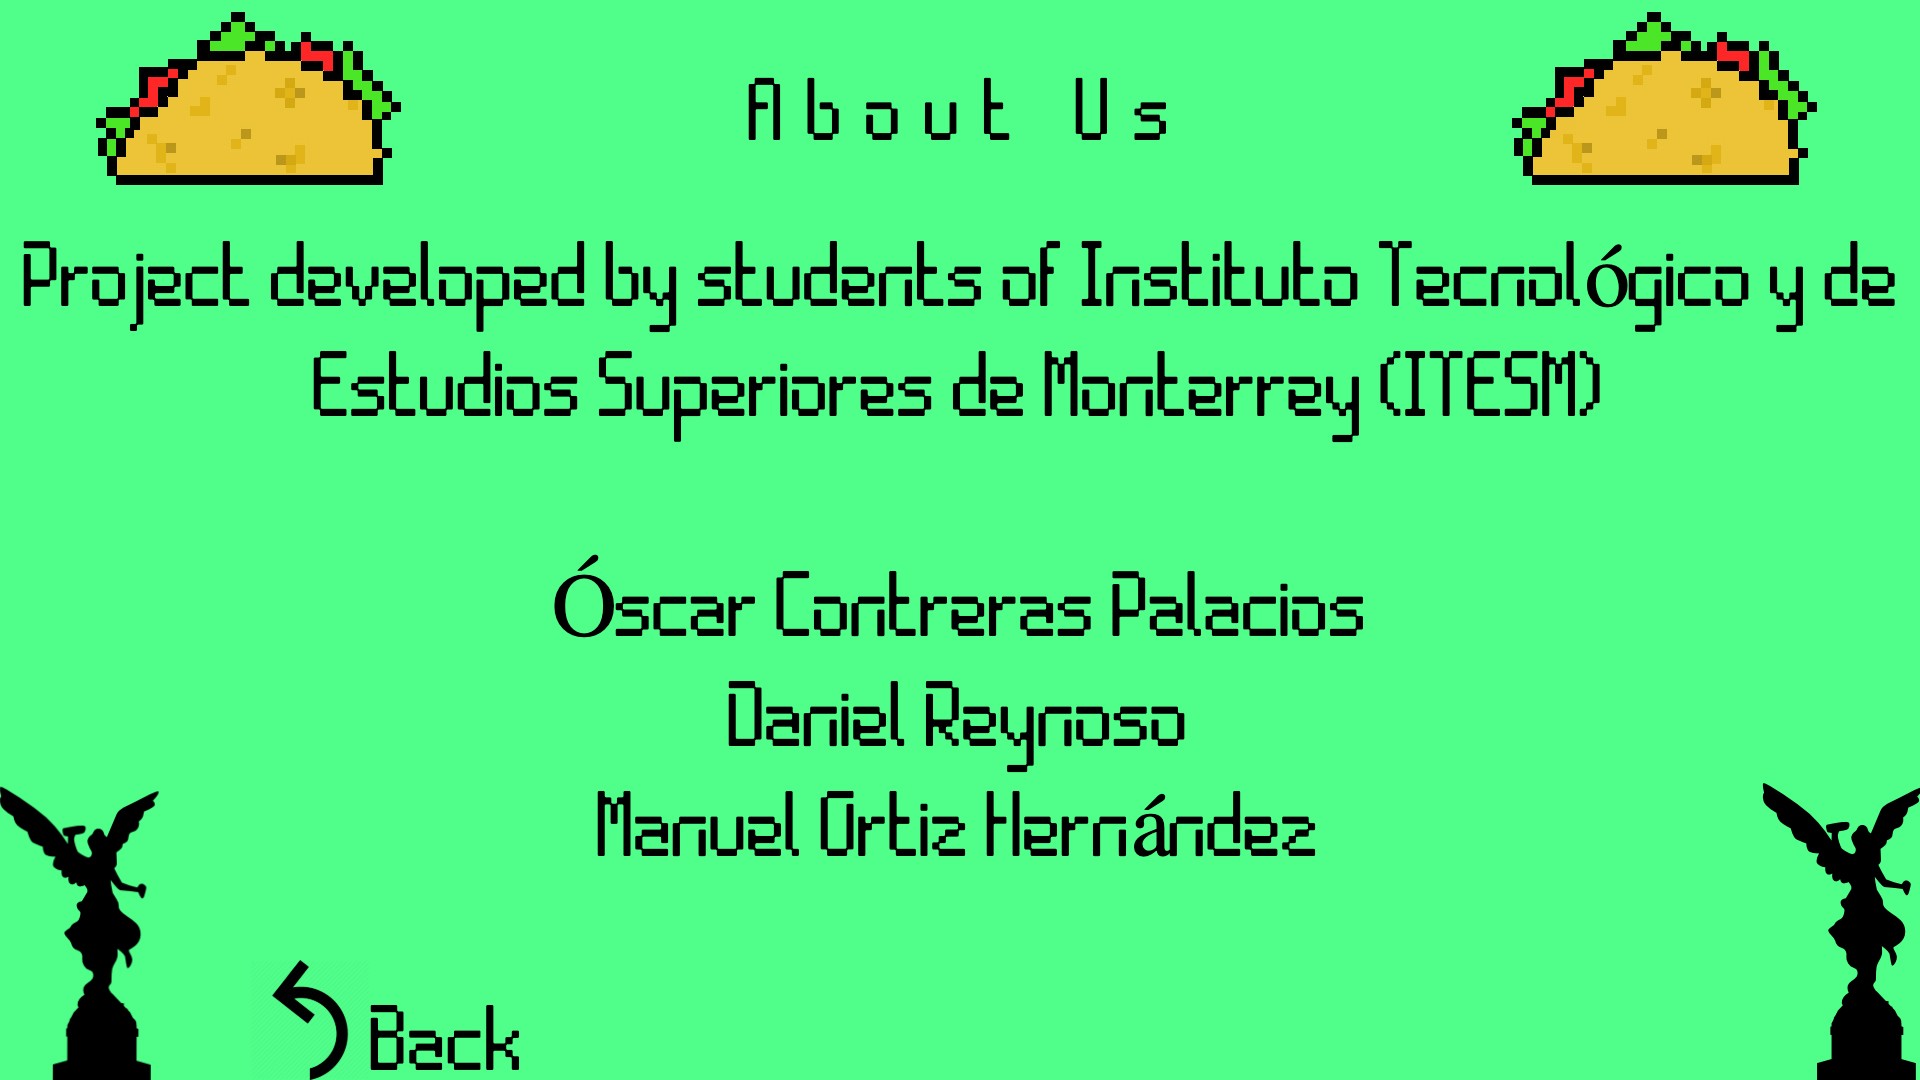 About Us
Project developed by students of Instituto Tecnológico y de
Estudios Superiores de Monterrey (ITESM)
Óscar Contreras Palacios
Daniel Reynoso
Manuel Ortiz Hernández
Back